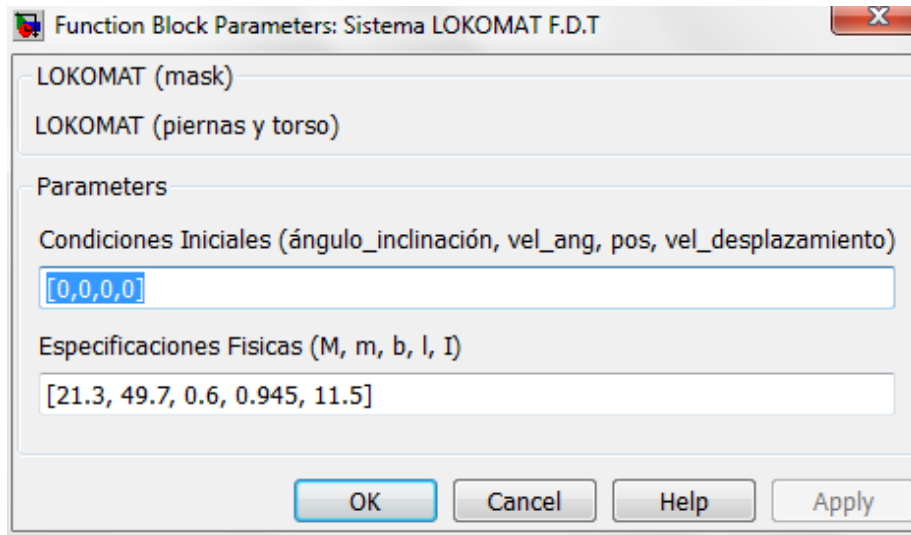 Function Block Parameters: Sistema LOKOMAT F.D.T
LOKOMAT (mask)
LOKOMAT (piernas y torso)
Parameters
Condiciones Iniciales (ángulo_inclinación, vel_ang, pos, vel_desplazamiento)
[0,0,0,0]
Especificaciones Fisicas (M, m, b, l, I)
[21.3, 49.7, 0.6, 0.945, 11.5]
OK Cancel Help Apply